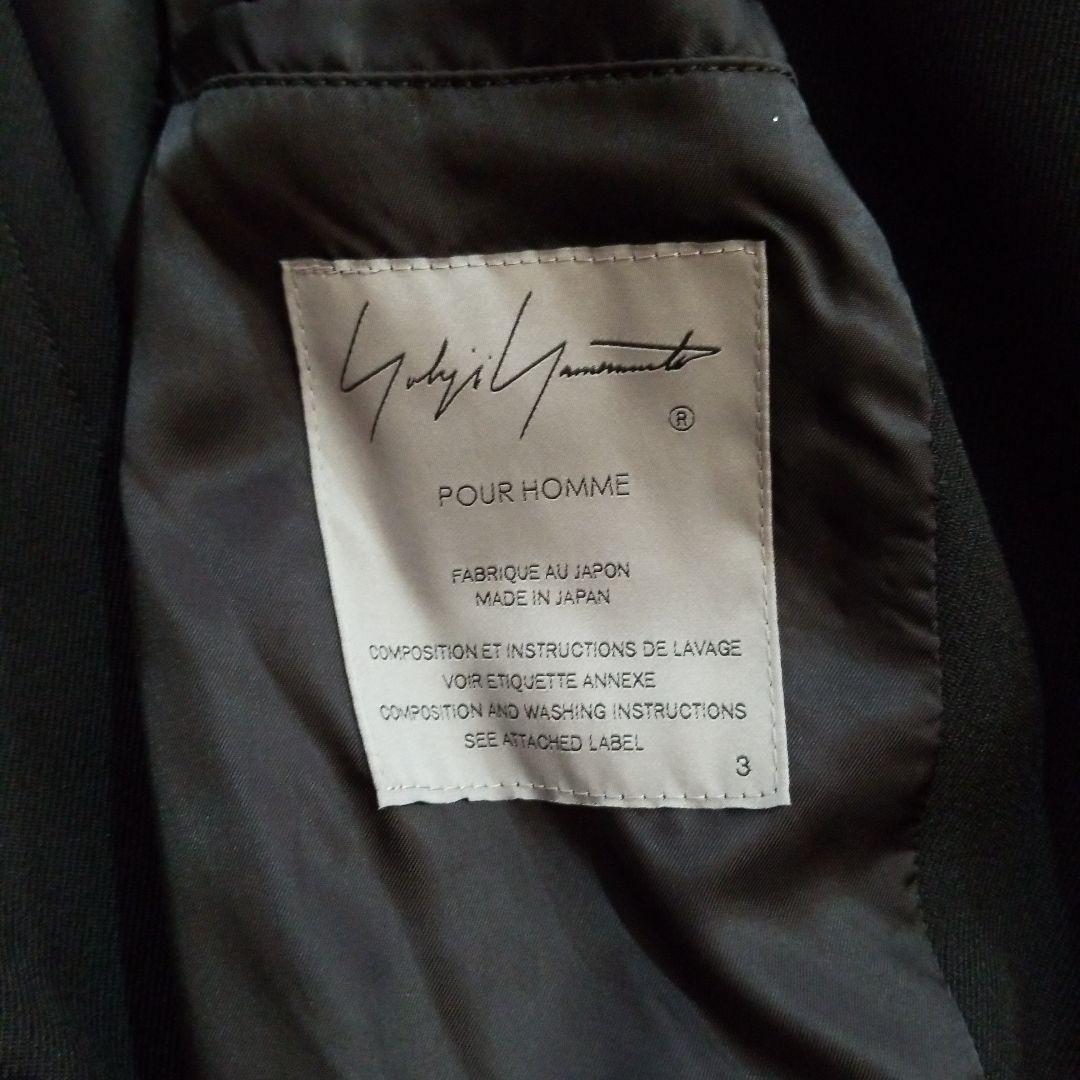 Yohji Yamamoto
®
POUR HOMME
FABRIQUE AU JAPON
MADE IN JAPAN
COMPOSITION ET INSTRUCTIONS DE LAVAGE
VOIR ETIQUETTE ANNEXE
COMPOSITION AND WASHING INSTRUCTIONS
SEE ATTACHED LABEL
3